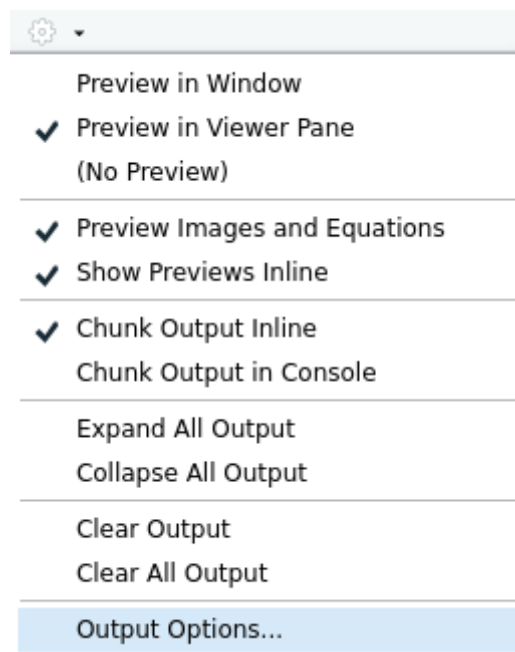 Preview in Window
Preview in Viewer Pane
(No Preview)
Preview Images and Equations
Show Previews Inline
Chunk Output Inline
Chunk Output in Console
Expand All Output
Collapse All Output
Clear Output
Clear All Output
Output Options...